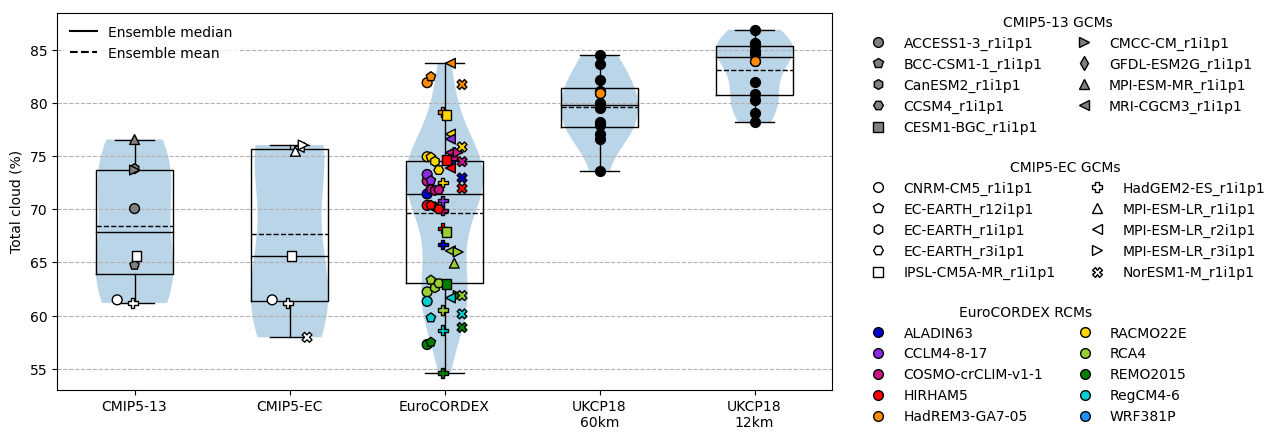 Ensemble median
Ensemble mean
Total cloud (%)
85
80
75
70
65
60
55
CMIP5-13
CMIP5-EC
EuroCORDEX
UKCP18
60km
UKCP18
12km
CMIP5-13 GCMs
ACCESS1-3_r1i1p1
BCC-CSM1-1_r1i1p1
CanESM2_r1i1p1
CCSM4_r1i1p1
CESM1-BGC_r1i1p1
CMCC-CM_r1i1p1
GFDL-ESM2G_r1i1p1
MPI-ESM-MR_r1i1p1
MRI-CGCM3_r1i1p1
CMIP5-EC GCMs
CNRM-CM5_r1i1p1
EC-EARTH_r12i1p1
EC-EARTH_r1i1p1
EC-EARTH_r3i1p1
IPSL-CM5A-MR_r1i1p1
HadGEM2-ES_r1i1p1
MPI-ESM-LR_r1i1p1
MPI-ESM-LR_r2i1p1
MPI-ESM-LR_r3i1p1
NorESM1-M_r1i1p1
EuroCORDEX RCMs
ALADIN63
CCLM4-8-17
COSMO-crCLIM-v1-1
HIRHAM5
HadREM3-GA7-05
RACMO22E
RCA4
REMO2015
RegCM4-6
WRF381P